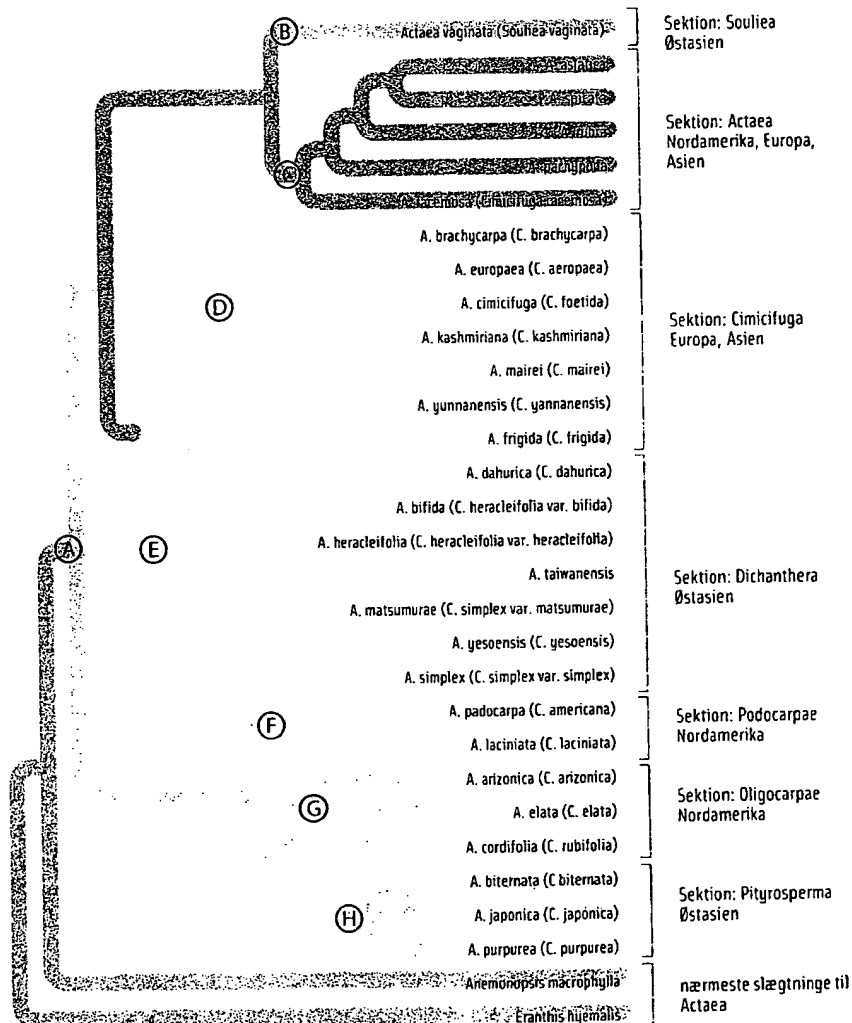 B
Actaea vaginata (Souliea vaginata)
Sektion: Souliea
Østasien
Sektion: Actaea
Nordamerika, Europa,
Asien
C
A. brachycarpa (C. brachycarpa)
A. europaea (C. aeropaea)
D
A. cimicifuga (C. foetida)
A. kashmiriana (C. kashmiriana)
A. mairei (C. mairei)
A. yunnanensis (C. yannanensis)
A. frigida (C. frigida)
Sektion: Cimicifuga
Europa, Asien
A. dahurica (C. dahurica)
A. bifida (C. heracleifolia var. bifida)
A
E
A. heracleifolia (C. heracleifolia var. heracleifolia)
A. taiwanensis
A. matsumurae (C. simplex var. matsumurae)
A. yesoensis (C. yesoensis)
A. simplex (C. simplex var. simplex)
Sektion: Dichanthera
Østasien
A. padocarpa (C. americana)
F
A. laciniata (C. laciniata)
Sektion: Podocarpae
Nordamerika
A. arizonica (C. arizonica)
G
A. elata (C. elata)
A. cordifolia (C. rubifolia)
Sektion: Oligocarpae
Nordamerika
A. biternata (C biternata)
H
A. japonica (C. japónica)
A. purpurea (C. purpurea)
Sektion: Pityrosperma
Østasien
Anemonopsis macrophylla
Eranthis hyemalis
nærmeste slægtninge til
Actaea